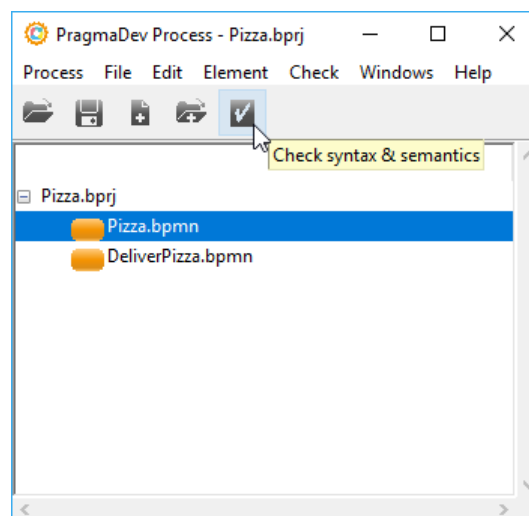 PragmaDev Process - Pizza.bprj
Process File Edit Element Check Windows Help
Check syntax & semantics
Pizza.bprj
Pizza.bpmn
DeliverPizza.bpmn